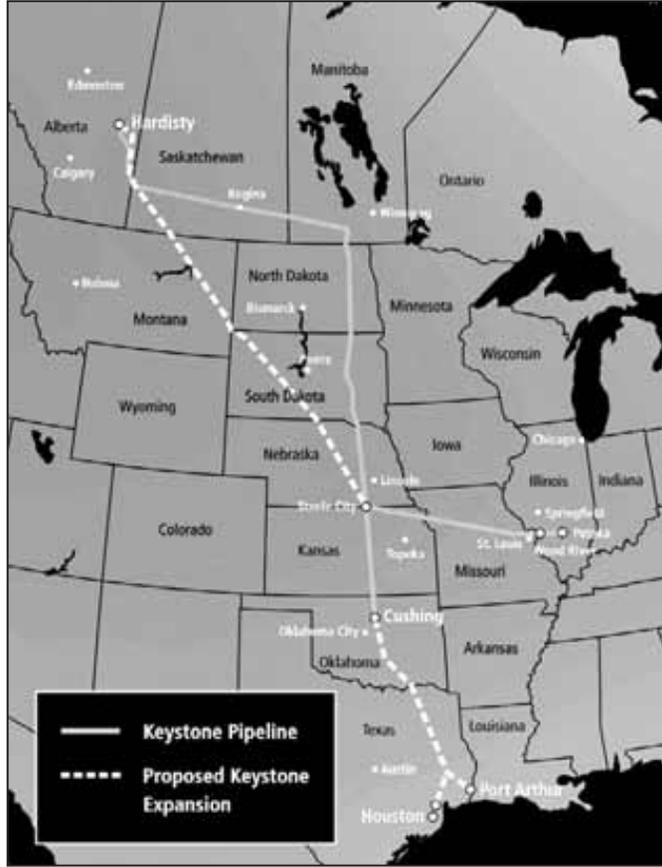 Manitoba
Edmonton
Hardisty
Alberta
Saskatchewan
Calgary
Ontario
Regina
Winnipeg
North Dakota
Helena
Minnesota
Bismarck
Montana
Wisconsin
Pierre
South Dakota
Wyoming
Iowa
Chicago
Nebraska
Lincoln
Illinois
Indiana
Steele City
Springfield
Colorado
Patoka
Kansas
St. Louis
Topeka
Wood River
Missouri
Cushing
Oklahoma City
Arkansas
Oklahoma
Keystone Pipeline
Texas
Louisiana
Proposed Keystone
Expansion
Austin
Port Arthur
Houston